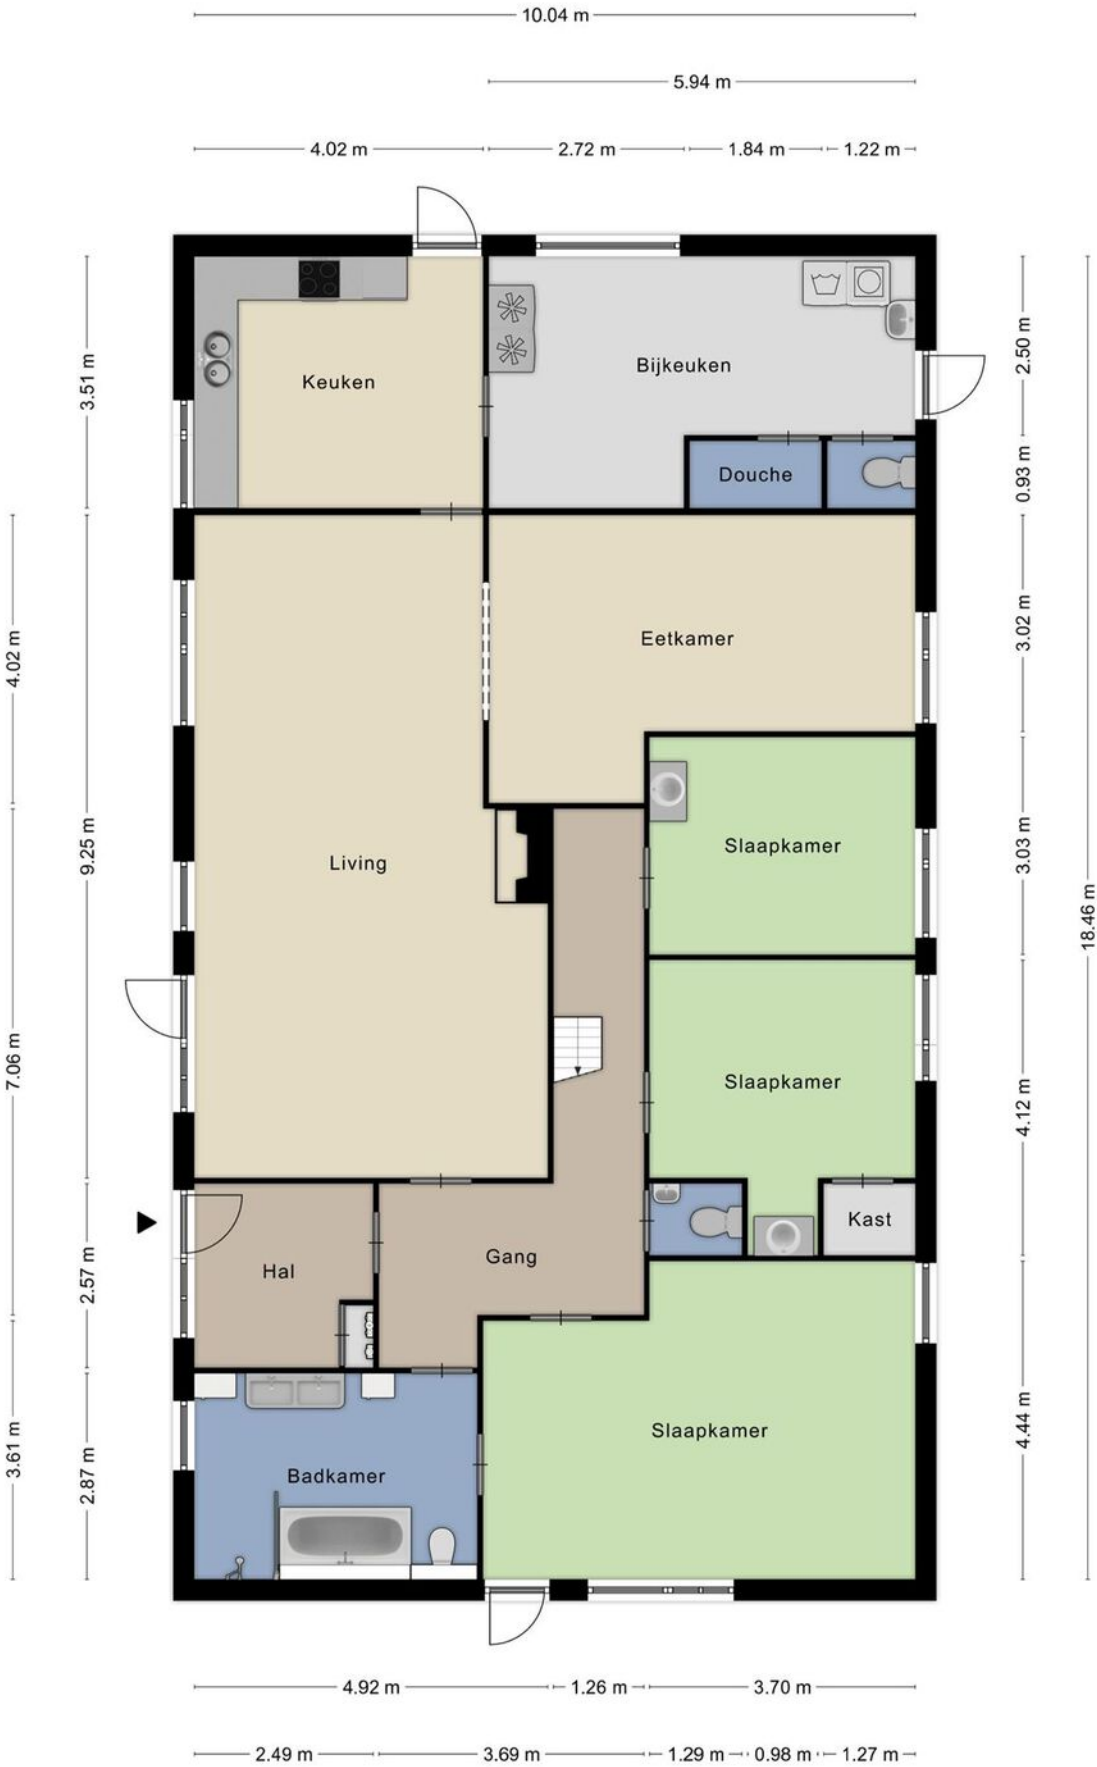 10.04 m
5.94 m
4.02 m
2.72 m
1.84 m
1.22 m
3.51 m
2.50 m
Bijkeuken
Keuken
Douche
0.93 m
4.02 m
Eetkamer
3.02 m
9.25 m
Living
Slaapkamer
3.03 m
18.46 m
7.06 m
Slaapkamer
4.12 m
Kast
2.57 m
Hal
Gang
3.61 m
2.87 m
Badkamer
Slaapkamer
4.44 m
4.92 m
1.26 m
3.70 m
2.49 m
3.69 m
1.29 m
0.98 m
1.27 m